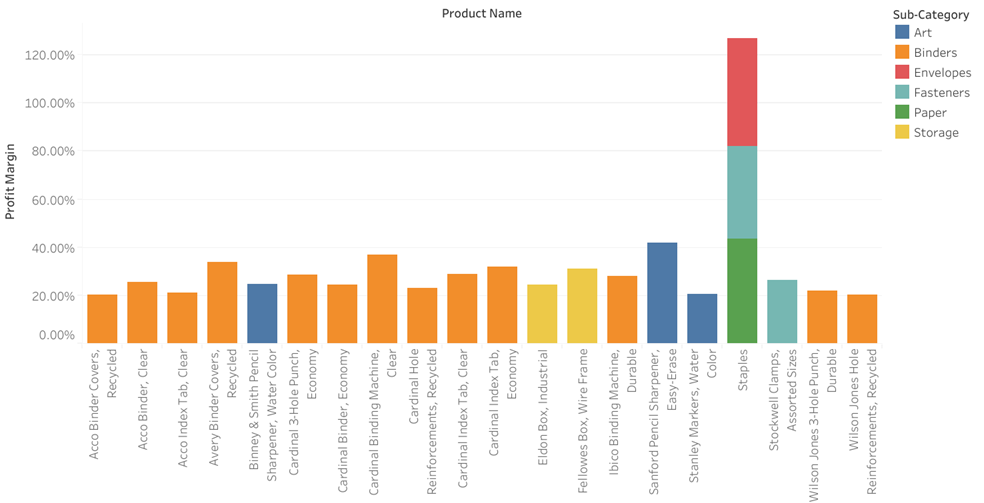 Product Name
Sub-Category
Art
Binders
Envelopes
Fasteners
Paper
Storage
Profit Margin
120.00%
100.00%
80.00%
60.00%
40.00%
20.00%
0.00%
Acco Binder Covers,
Recycled
Acco Binder, Clear
Acco Index Tab, Clear
Avery Binder Covers,
Recycled
Binney & Smith Pencil
Sharpener, Water Color
Cardinal 3-Hole Punch,
Economy
Cardinal Binder, Economy
Cardinal Binding Machine,
Clear
Cardinal Hole
Reinforcements, Recycled
Cardinal Index Tab, Clear
Cardinal Index Tab,
Economy
Eldon Box, Industrial
Fellowes Box, Wire Frame
Ibico Binding Machine,
Durable
Sanford Pencil Sharpener,
Easy-Erase
Stanley Markers, Water
Color
Staples
Stockwell Clamps,
Assorted Sizes
Wilson Jones 3-Hole Punch,
Durable
Wilson Jones Hole
Reinforcements, Recycled